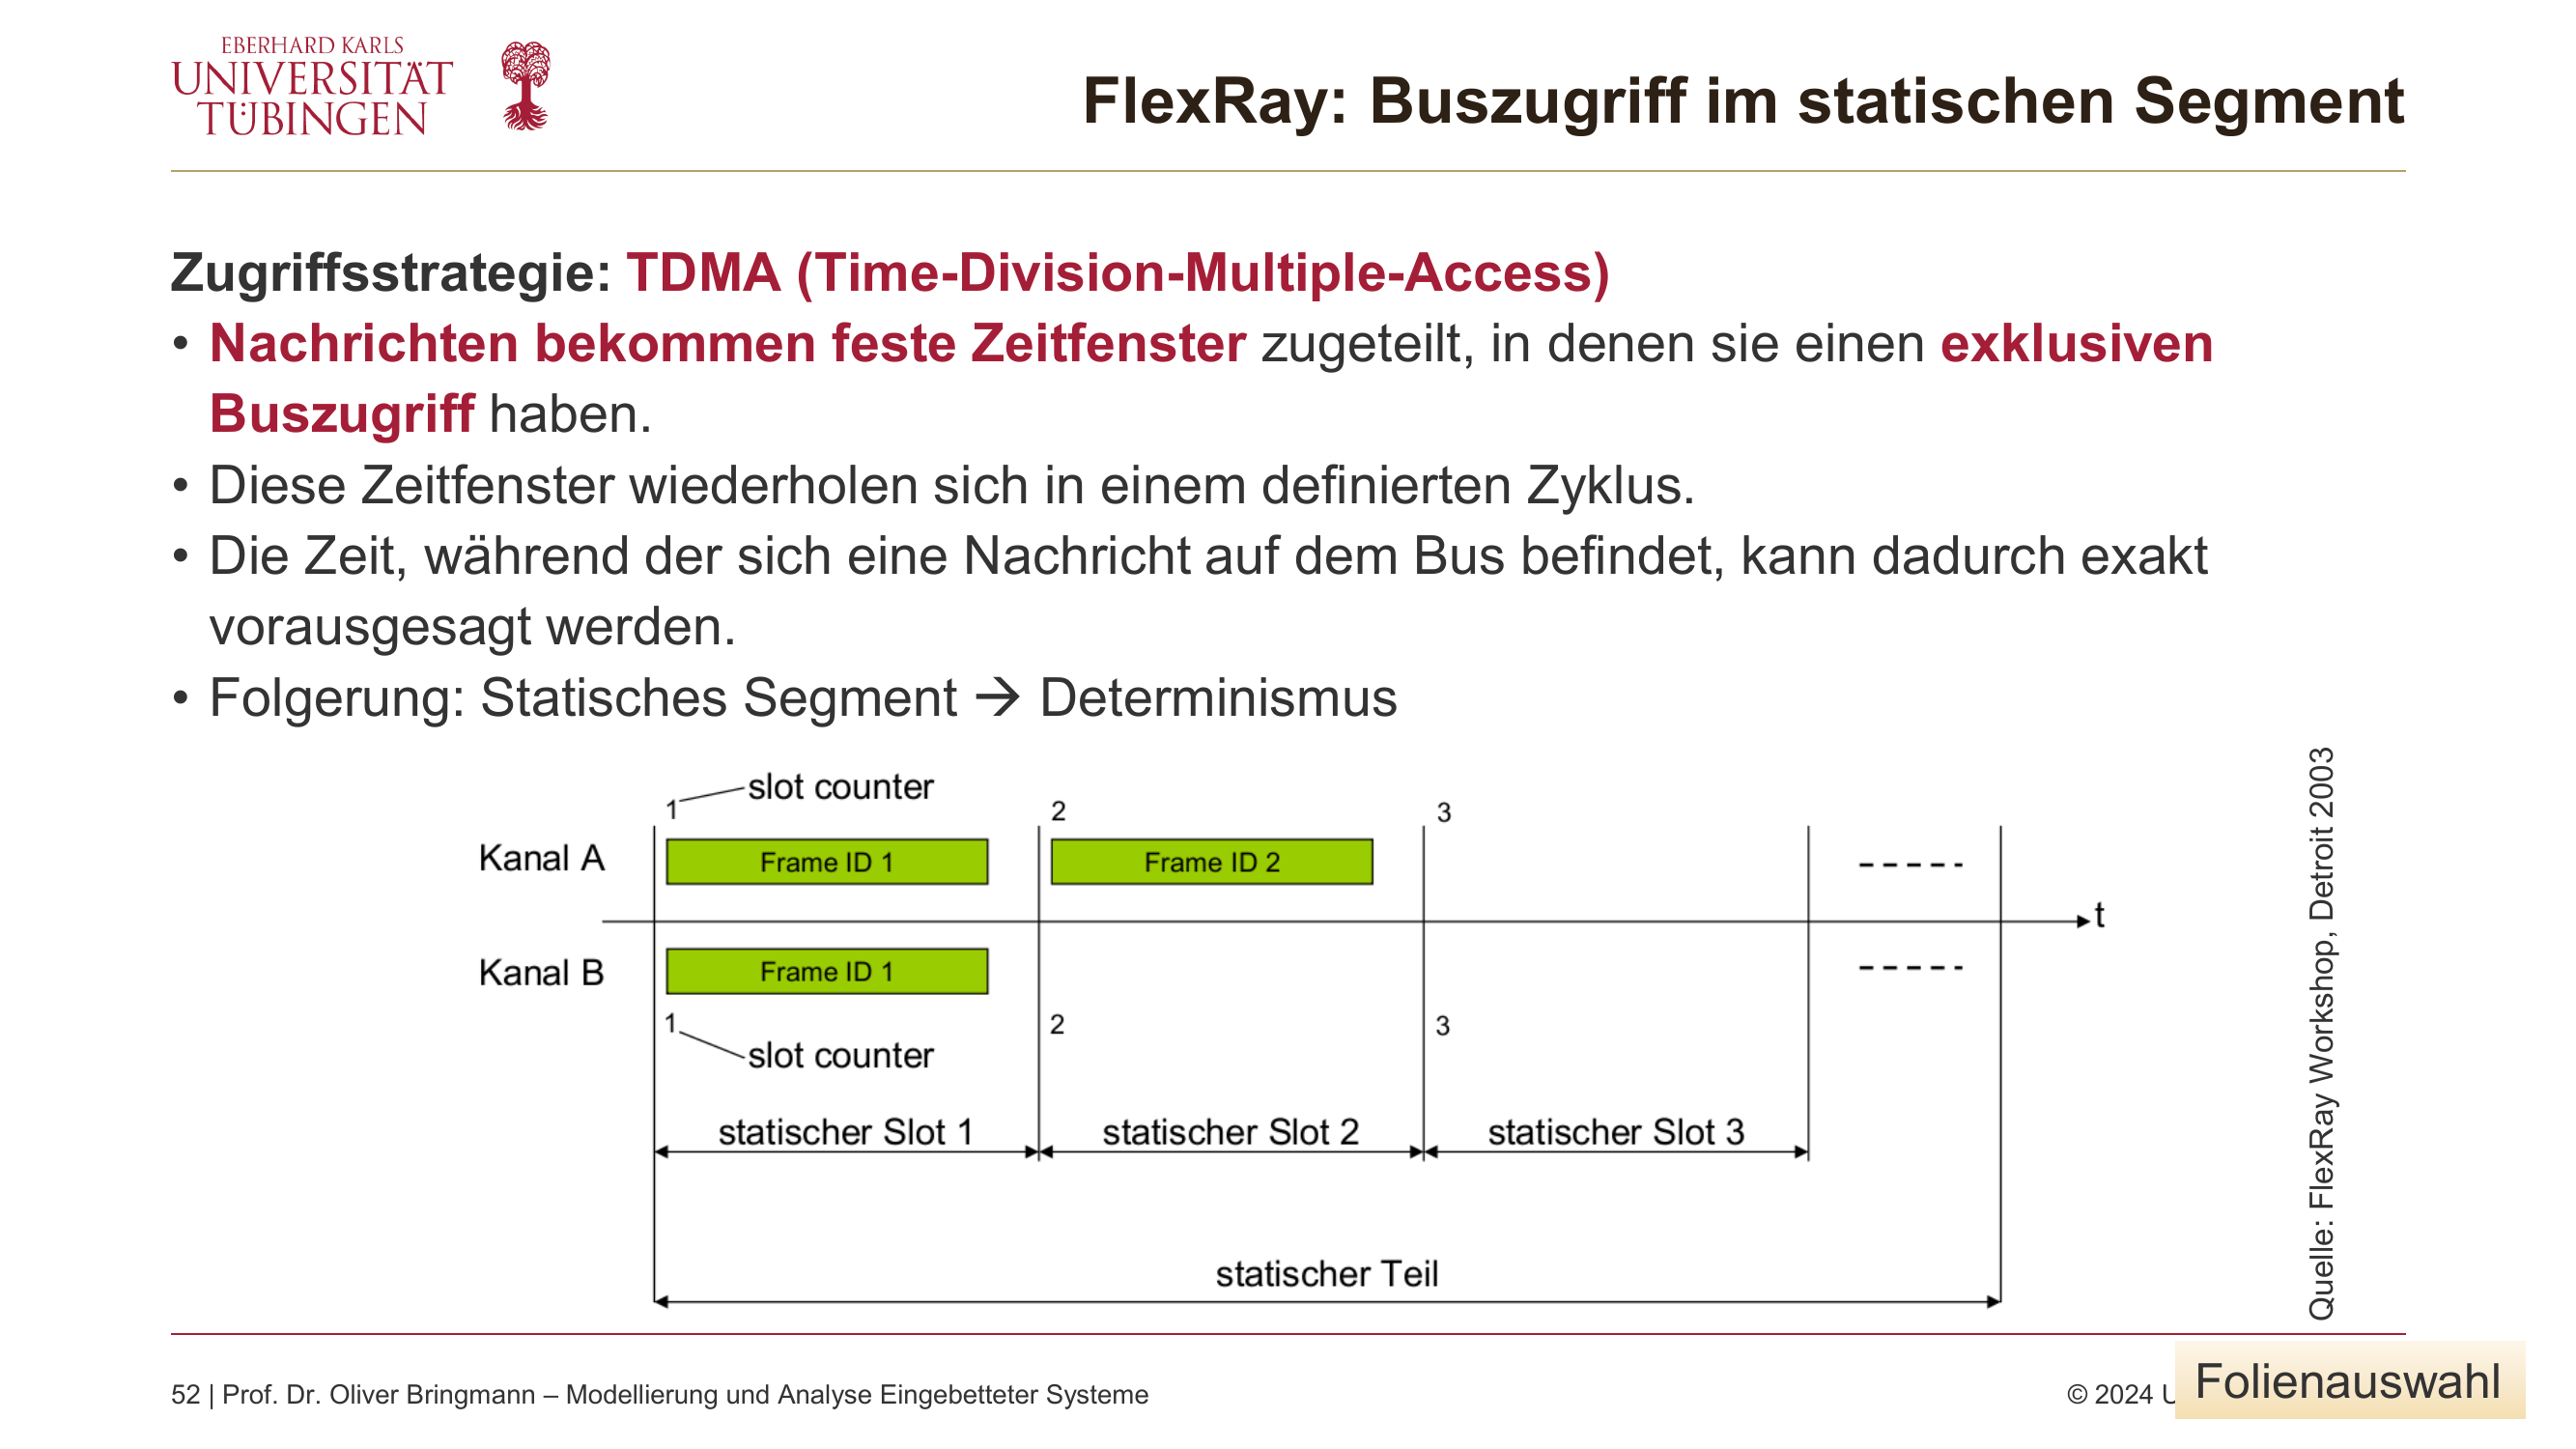 EBERHARD KARLS
UNIVERSITÄT
TÜBINGEN
FlexRay: Buszugriff im statischen Segment
Zugriffsstrategie: TDMA (Time-Division-Multiple-Access)
• Nachrichten bekommen feste Zeitfenster zugeteilt, in denen sie einen exklusiven
Buszugriff haben.
• Diese Zeitfenster wiederholen sich in einem definierten Zyklus.
• Die Zeit, während der sich eine Nachricht auf dem Bus befindet, kann dadurch exakt
vorausgesagt werden.
• Folgerung: Statisches Segment → Determinismus
slot counter
1 2 3
Kanal A Frame ID 1 Frame ID 2
t
Kanal B Frame ID 1
1 2 3
slot counter
statischer Slot 1 statischer Slot 2 statischer Slot 3
statischer Teil
Quelle: FlexRay Workshop, Detroit 2003
52 | Prof. Dr. Oliver Bringmann – Modellierung und Analyse Eingebetteter Systeme
© 2024
Folienauswahl